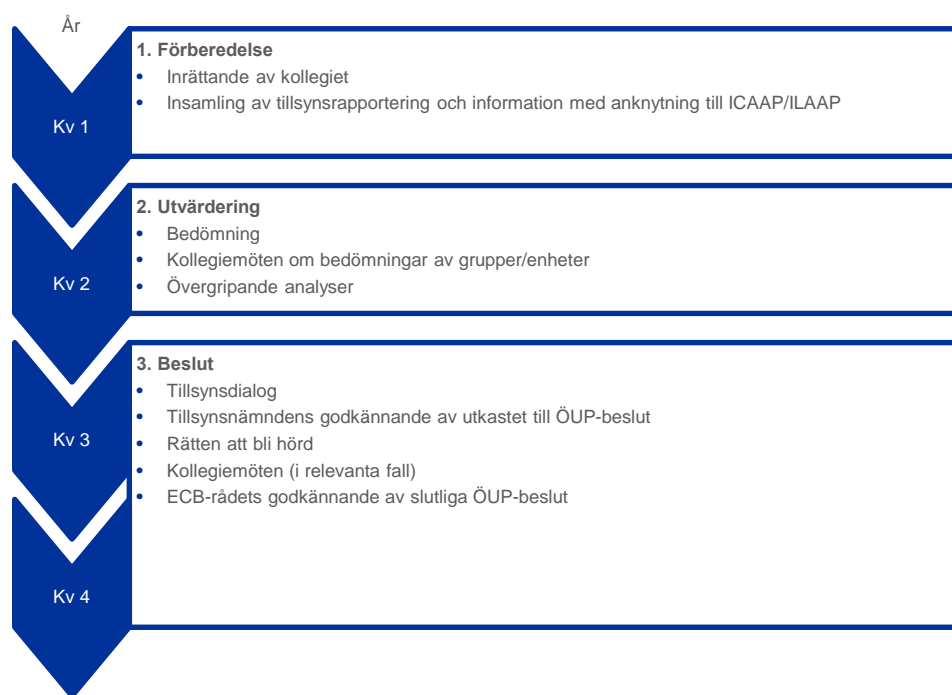 År
Kv 1
1. Förberedelse
• Inrättande av kollegiet
• Insamling av tillsynsrapportering och information med anknytning till ICAAP/ILAAP
Kv 2
2. Utvärdering
• Bedömning
• Kollegiemöten om bedömningar av grupper/enheter
• Övergripande analyser
Kv 3
3. Beslut
• Tillsynsdialog
• Tillsynsnämndens godkännande av utkastet till ÖUP-beslut
• Rätten att bli hörd
• Kollegiemöten (i relevanta fall)
• ECB-rådets godkännande av slutliga ÖUP-beslut
Kv 4